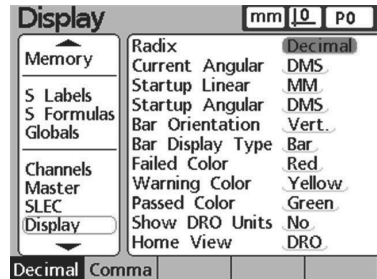 Display
mm 10 P0
Memory
S Labels
S Formulas
Globals
Channels
Master
SLEC
Display
Radix Decimal
Current Angular DMS
Startup Linear MM
Startup Angular DMS
Bar Orientation Vert.
Bar Display Type Bar
Failed Color Red
Warning Color Yellow
Passed Color Green
Show DRO Units No
Home View DRO
Decimal Comma